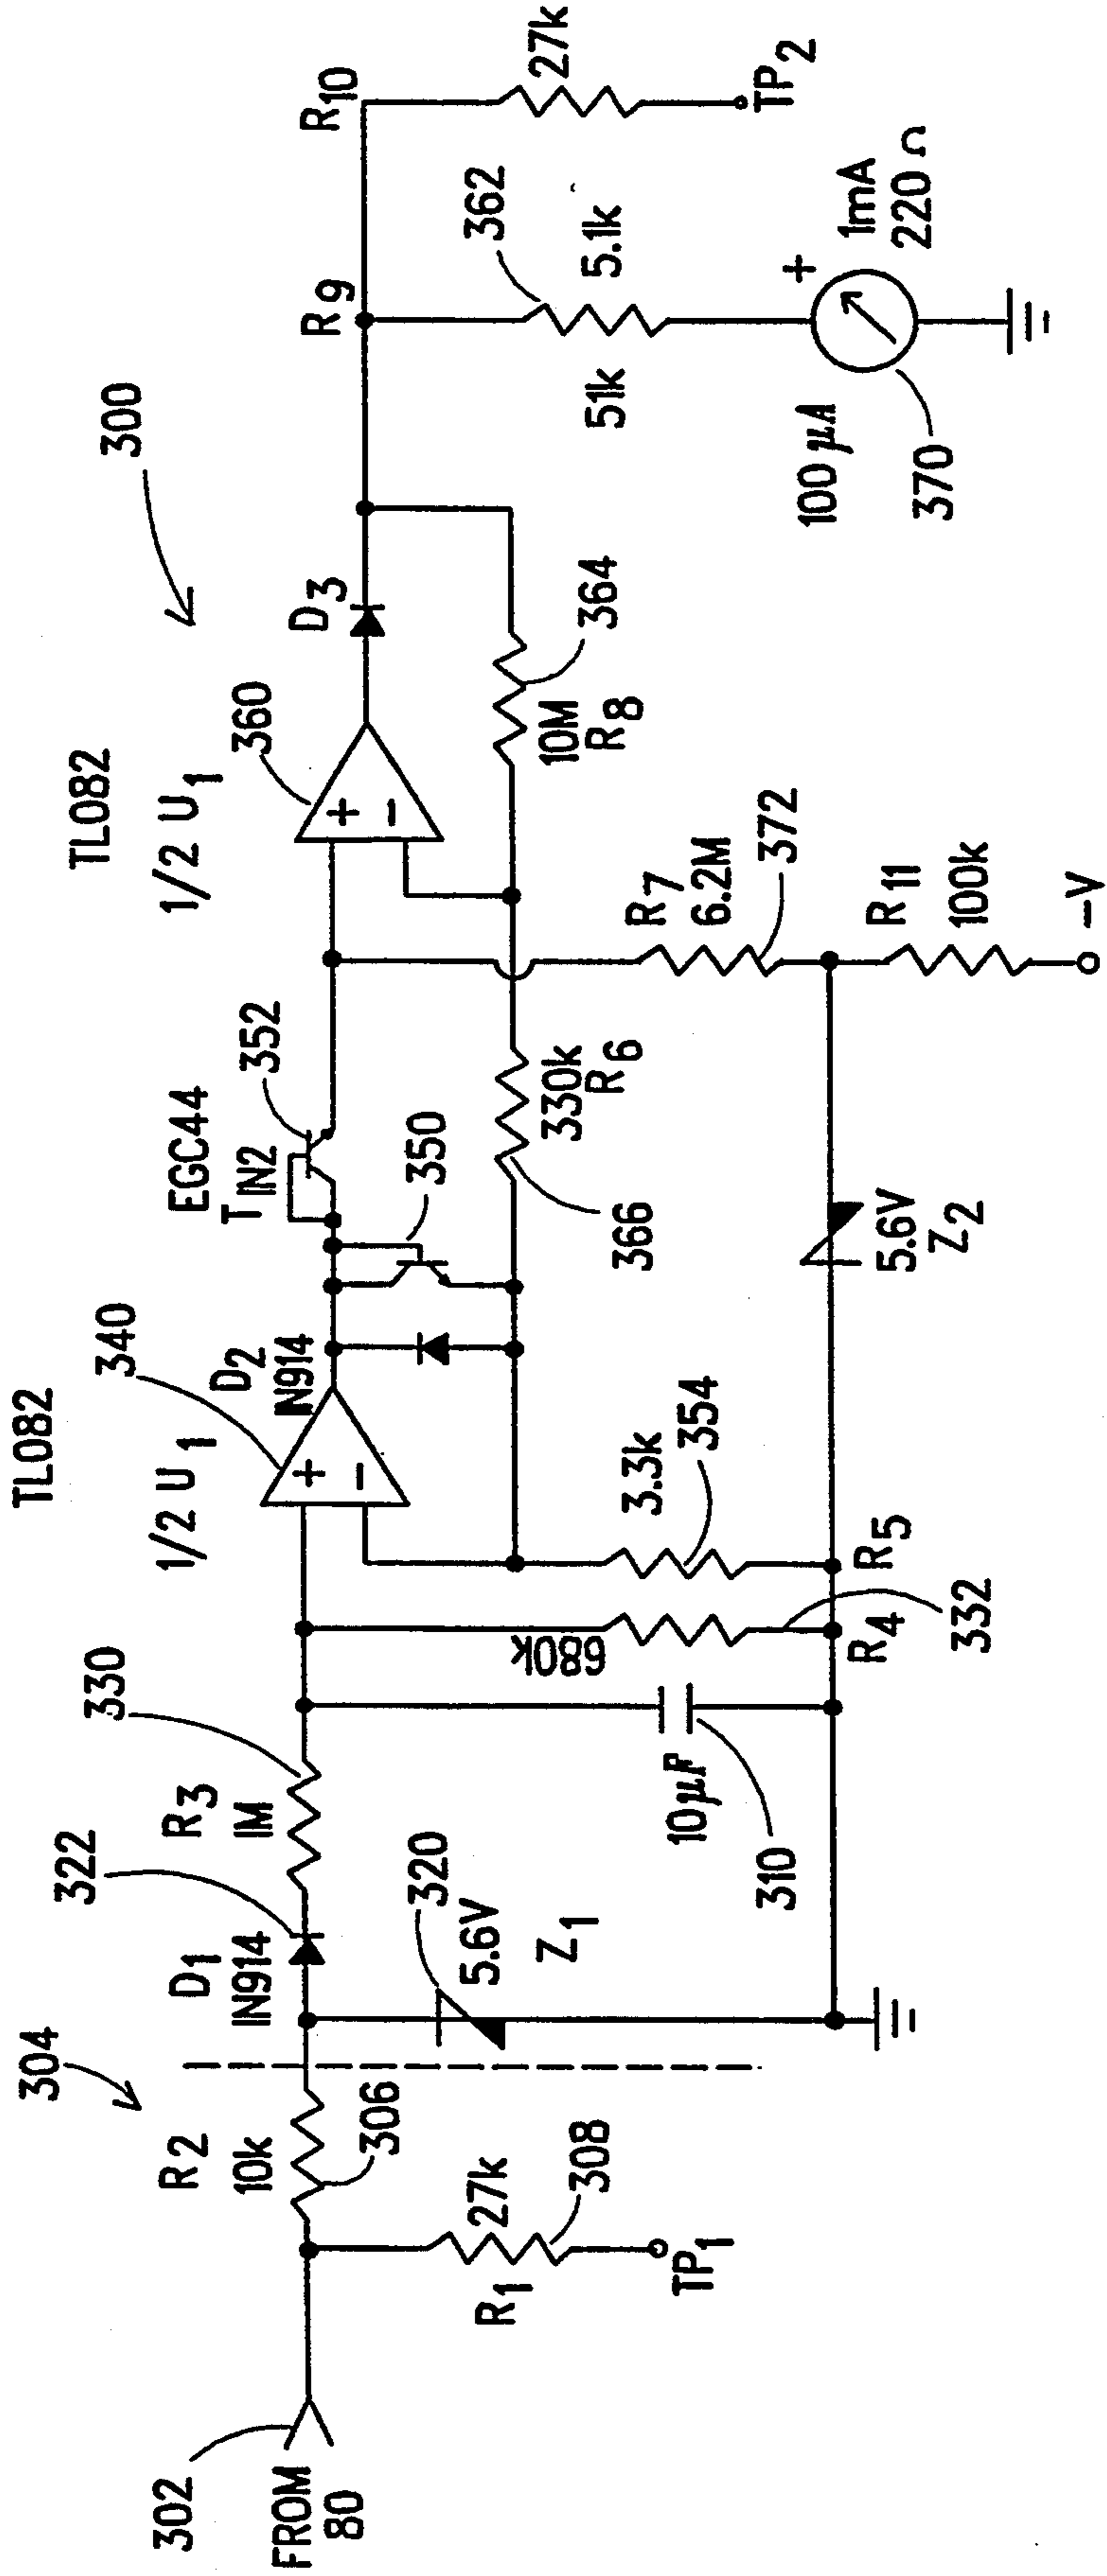 TL082
TL082
300
1/2 U1
340
1/2 U1
360
EGC44
TIN2
352
350
D2
IN914
D3
R9
R10
304
322
330
R2
10k
306
D1
IN914
R3
1M
302
FROM
80
R1
27k
308
TP1
320
5.6V
Z1
310
10µF
680k
R4
332
3.3k
354
R5
366
330k
R6
10M
R8
364
5.6V
Z2
R7
6.2M
372
R11
100k
-V
362
51k
5.1k
27k
TP2
100 µA
370
+
1mA
220 Ω
+
−
+
−